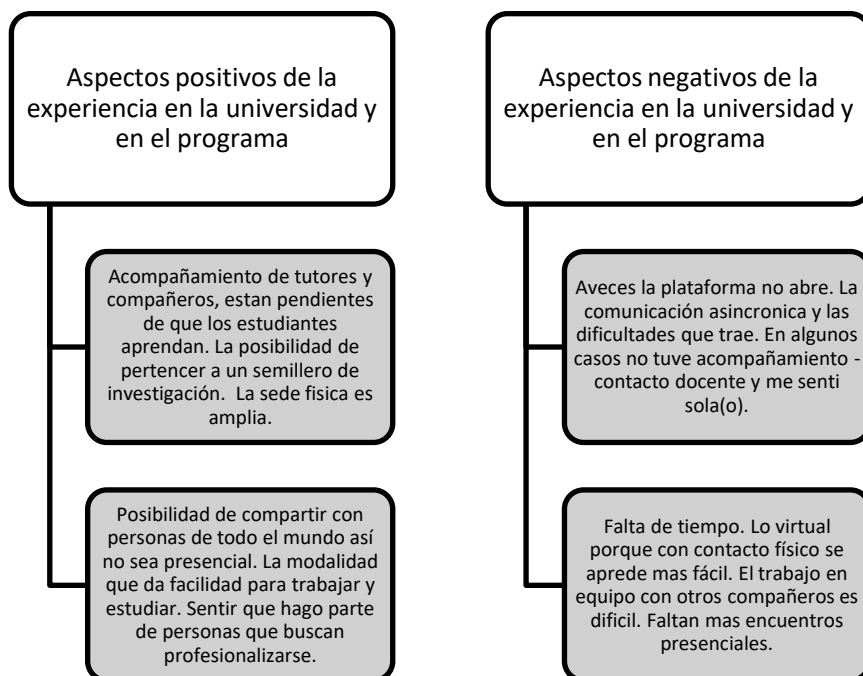 Aspectos positivos de la
experiencia en la universidad y
en el programa
Acompañamiento de tutores y
compañeros, estan pendientes
de que los estudiantes
aprendan. La posibilidad de
pertencer a un semillero de
investigación.  La sede fisica es
amplia.
Posibilidad de compartir con
personas de todo el mundo así
no sea presencial. La modalidad
que da facilidad para trabajar y
estudiar. Sentir que hago parte
de personas que buscan
profesionalizarse.
Aspectos negativos de la
experiencia en la universidad y
en el programa
Aveces la plataforma no abre. La
comunicación asincronica y las
dificultades que trae. En algunos
casos no tuve acompañamiento -
contacto docente y me senti
sola(o).
Falta de tiempo. Lo virtual
porque con contacto físico se
aprede mas fácil. El trabajo en
equipo con otros compañeros es
dificil. Faltan mas encuentros
presenciales.